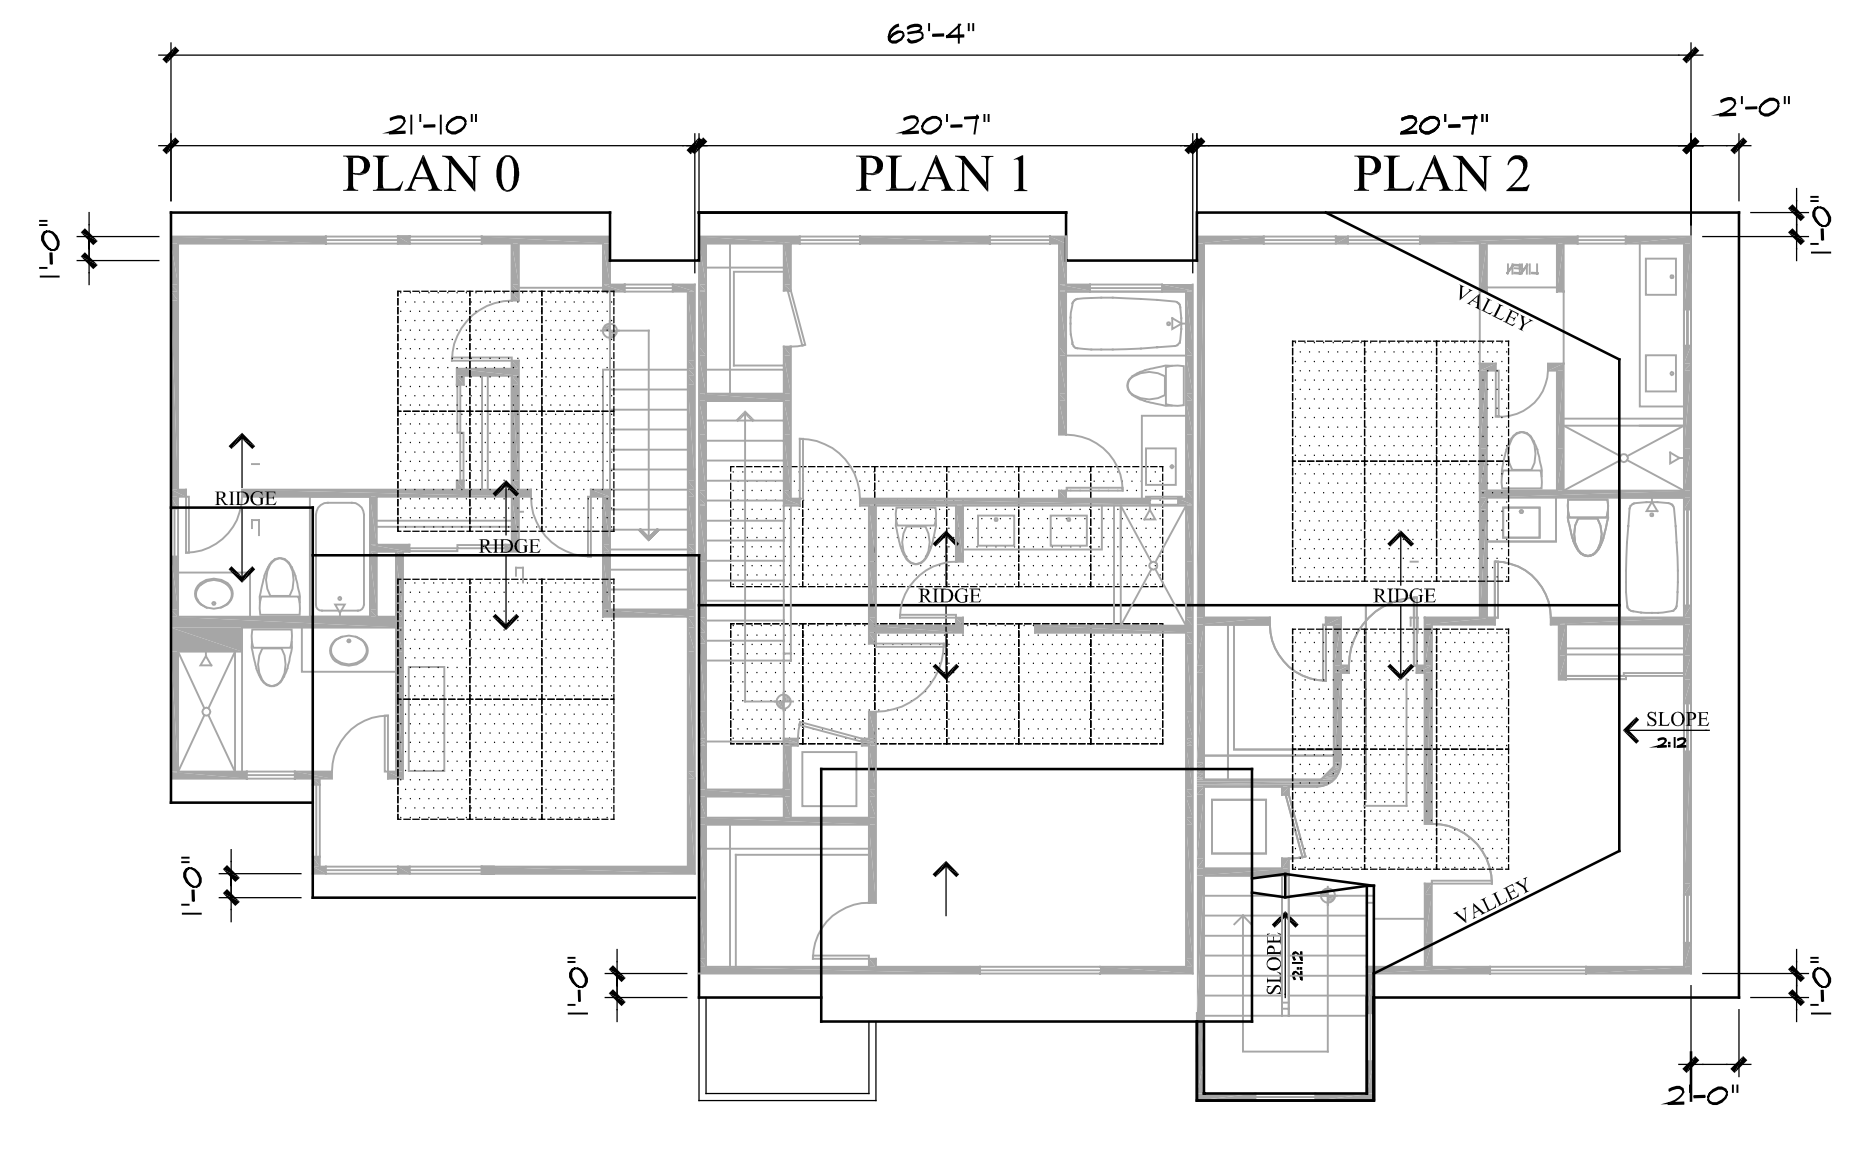 63'-4"
2'-0"
21'-10"
20'-7"
20'-7"
PLAN 0
PLAN 1
PLAN 2
1'-0"
1'-0"
LINEN
VALLEY
RIDGE
RIDGE
RIDGE
RIDGE
SLOPE
2:12
1'-0"
VALLEY
SLOPE
2:12
1'-0"
1'-0"
2'-0"